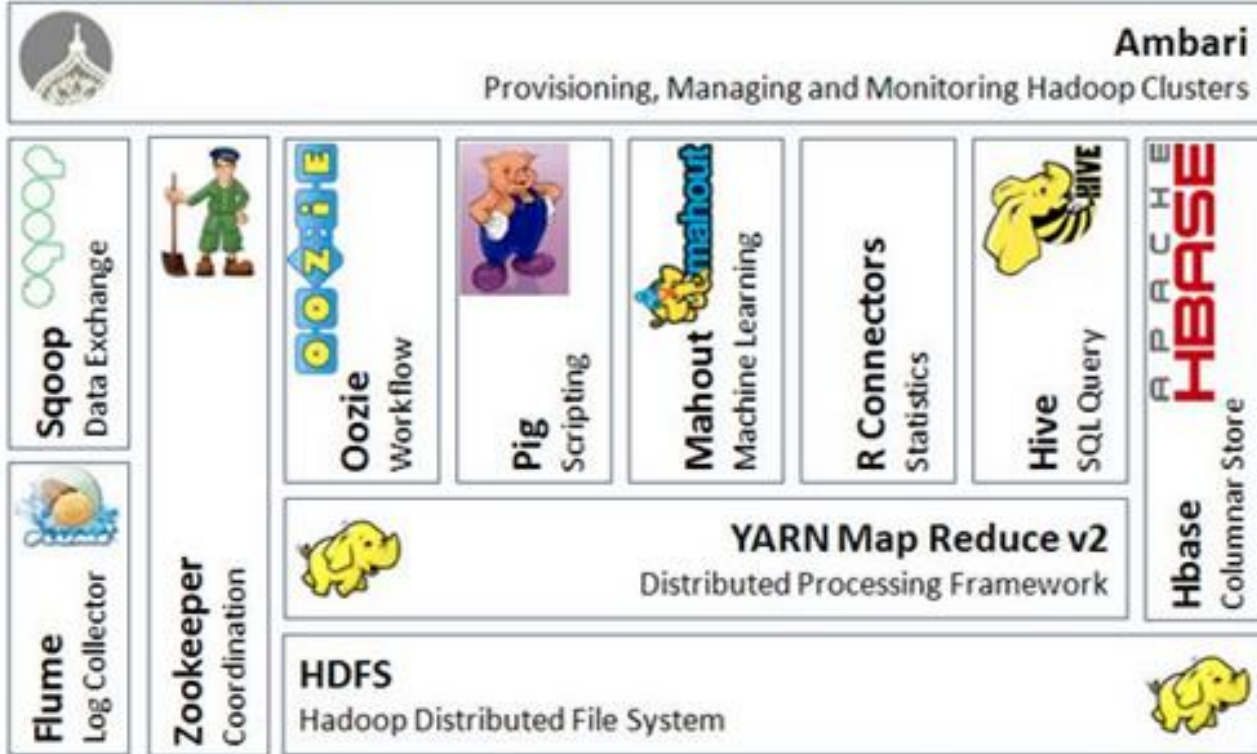 Ambari
Provisioning, Managing and Monitoring Hadoop Clusters
sqoop
Sqoop
Data Exchange
Flume
Log Collector
Zookeeper
Coordination
OOZIE
Oozie
Workflow
Pig
Scripting
mahout
Mahout
Machine Learning
R Connectors
Statistics
HIVE
Hive
SQL Query
APACHE
HBASE
Hbase
Columnar Store
YARN Map Reduce v2
Distributed Processing Framework
HDFS
Hadoop Distributed File System